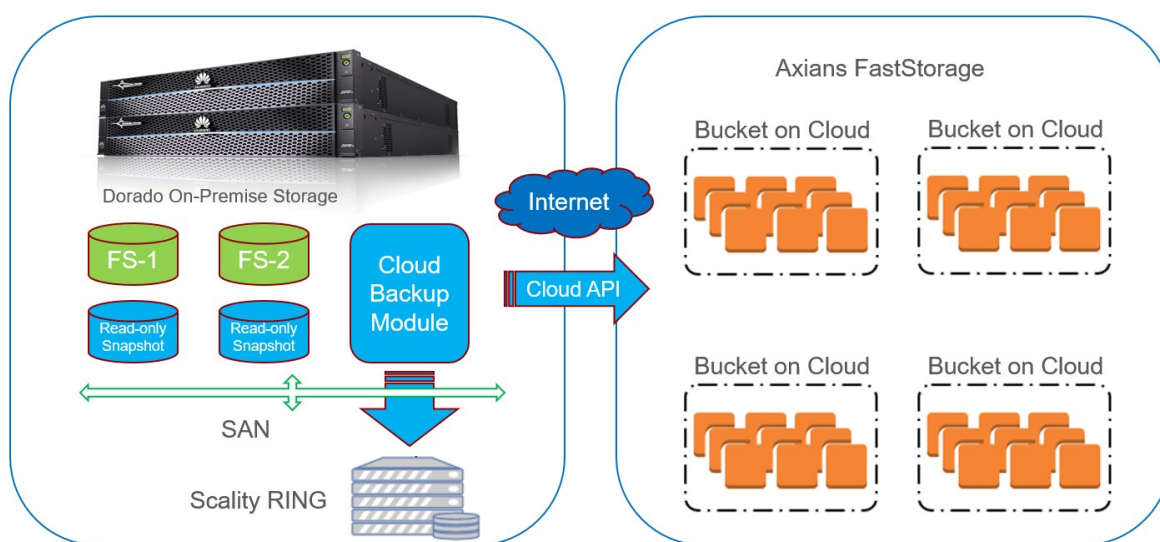 Axians FastStorage
Dorado On-Premise Storage
FS-1
FS-2
Read-only
Snapshot
Read-only
Snapshot
Cloud
Backup
Module
SAN
Scality RING
Internet
Cloud API
Bucket on Cloud
Bucket on Cloud
Bucket on Cloud
Bucket on Cloud